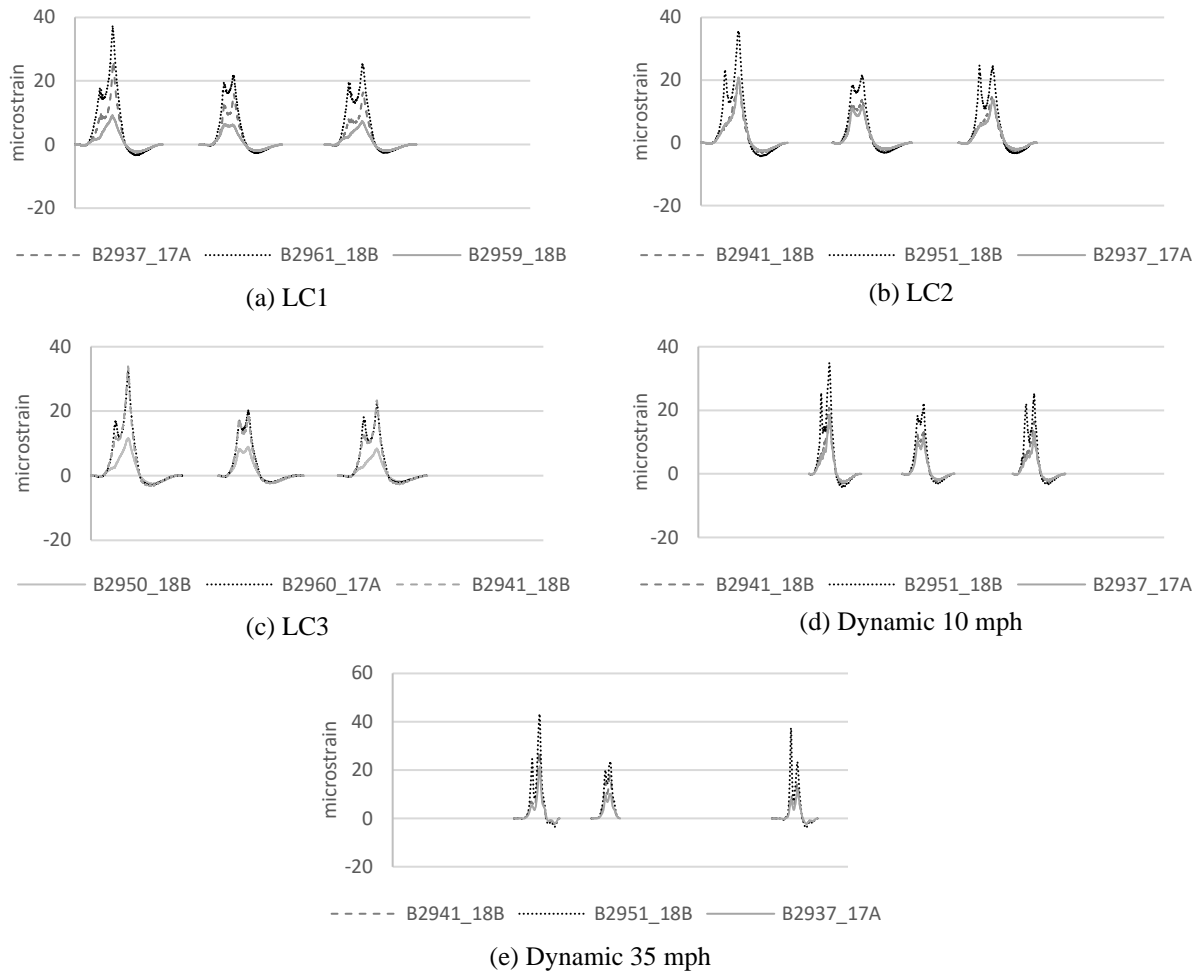 40
20
0
-20
microstrain
B2937_17A B2961_18B B2959_18B
(a) LC1
40
20
0
-20
microstrain
B2941_18B B2951_18B B2937_17A
(b) LC2
40
20
0
-20
microstrain
B2950_18B B2960_17A B2941_18B
(c) LC3
40
20
0
-20
microstrain
B2941_18B B2951_18B B2937_17A
(d) Dynamic 10 mph
60
40
20
0
-20
microstrain
B2941_18B B2951_18B B2937_17A
(e) Dynamic 35 mph